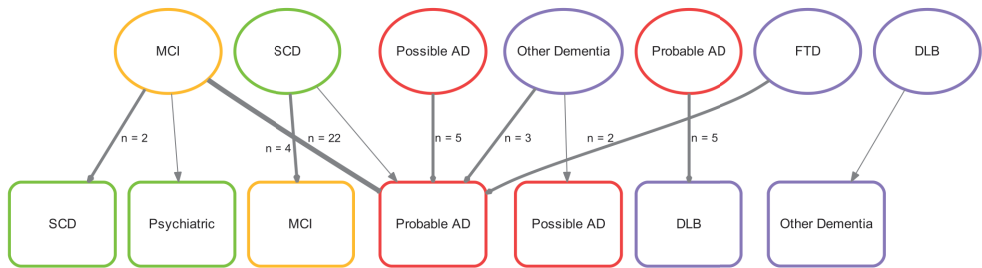 MCI
SCD
Possible AD
Other Dementia
Probable AD
FTD
DLB
n = 2
n = 4
n = 22
n = 5
n = 3
n = 2
n = 5
SCD
Psychiatric
MCI
Probable AD
Possible AD
DLB
Other Dementia